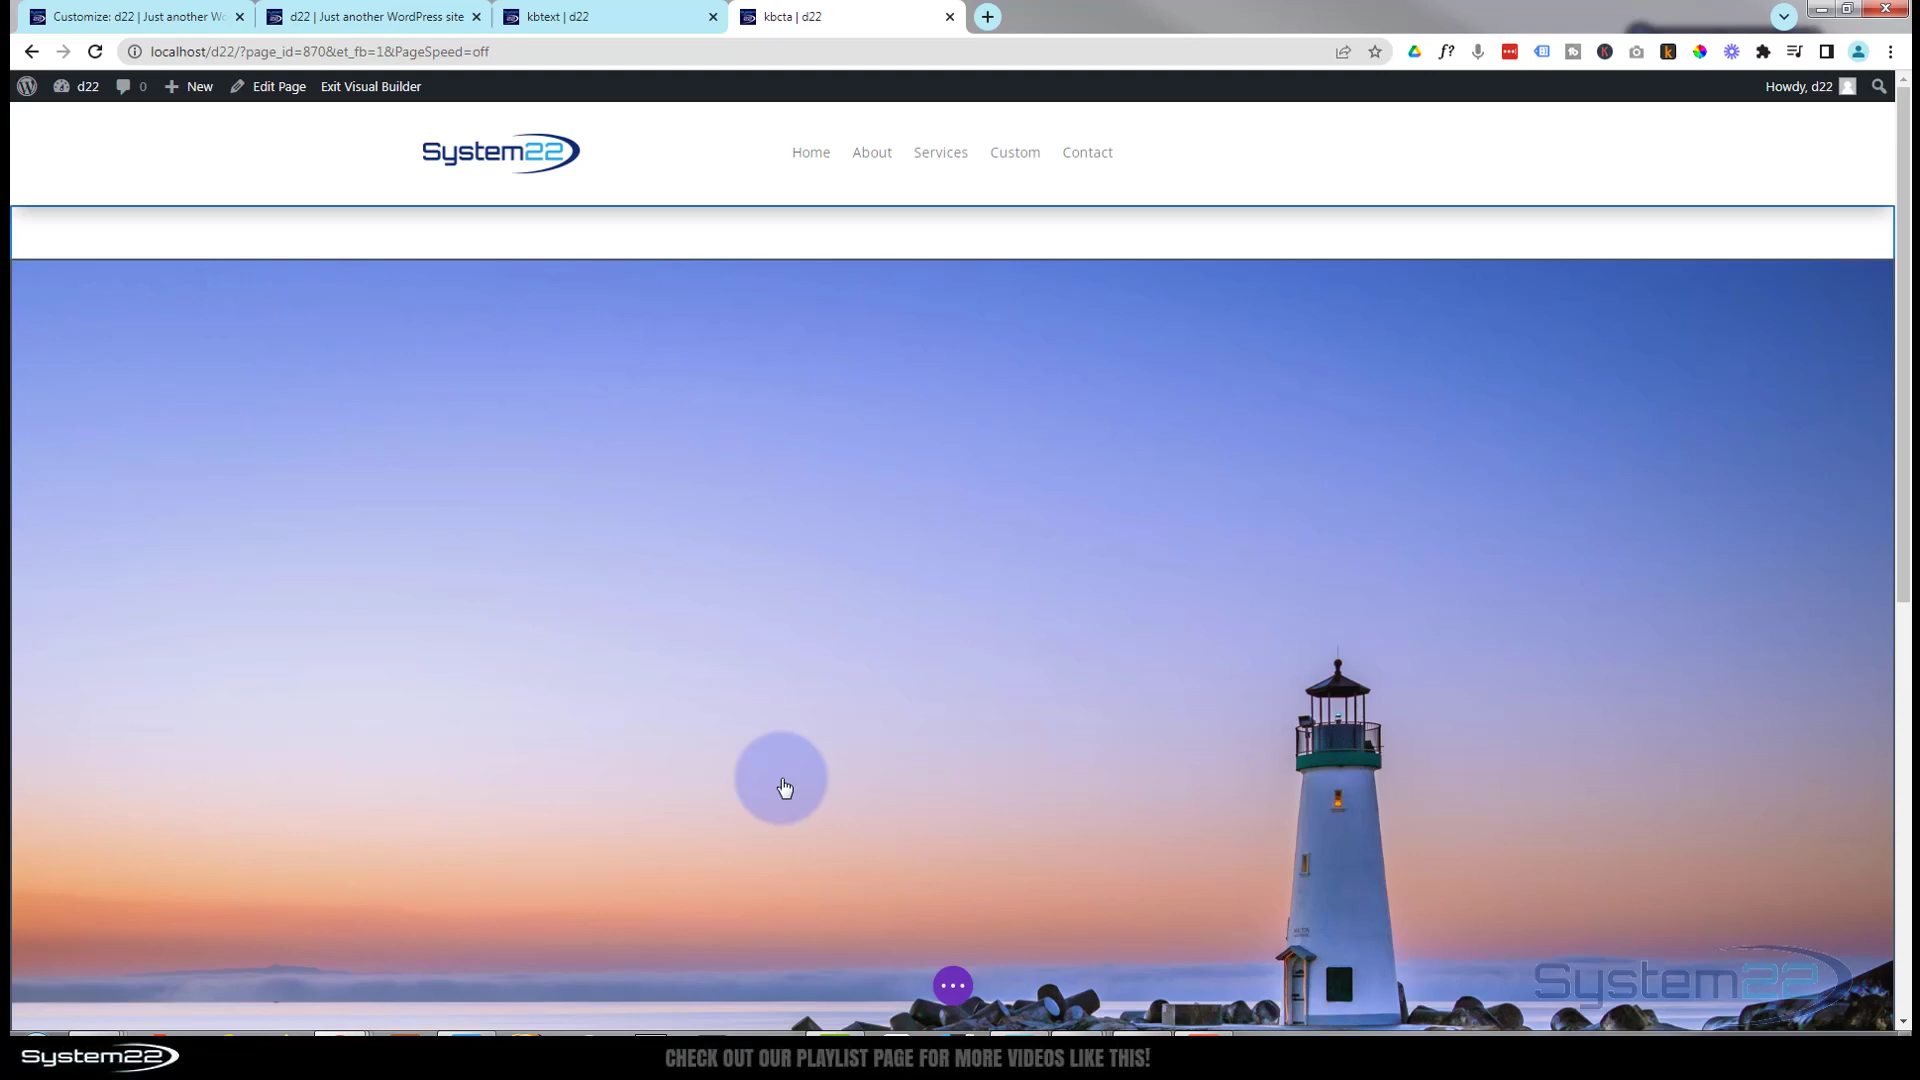 Customize: d22 | Just another Wo
d22 | Just another WordPress site
kbtext | d22
kbcta | d22
localhost/d22/?page_id=870&et_fb=1&PageSpeed=off
d22
0
New
Edit Page
Exit Visual Builder
Howdy, d22
System22
Home
About
Services
Custom
Contact
System22
System22
CHECK OUT OUR PLAYLIST PAGE FOR MORE VIDEOS LIKE THIS!